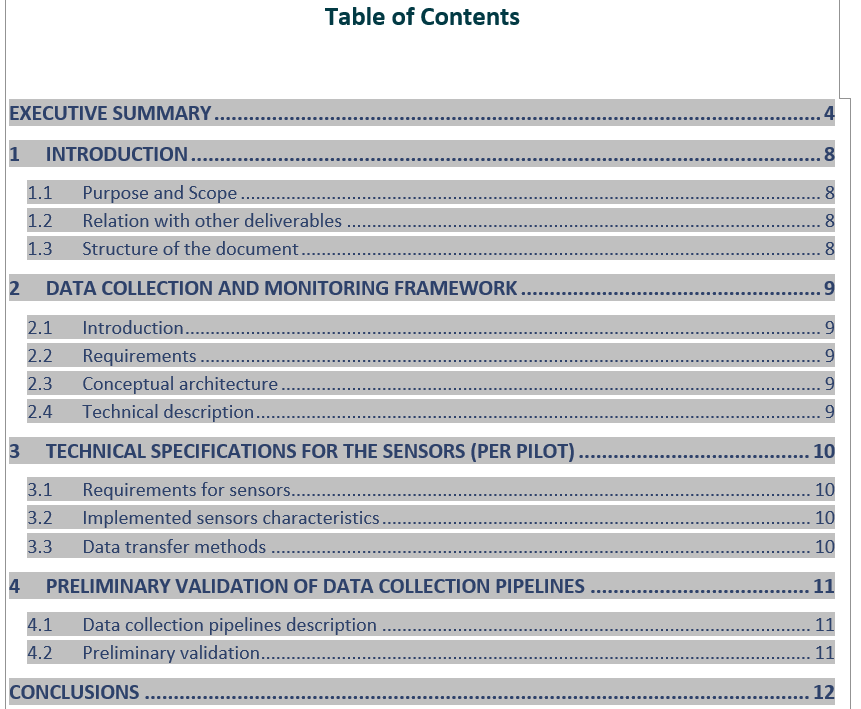 Table of Contents
EXECUTIVE SUMMARY ........ 4
1 INTRODUCTION ........ 8
1.1 Purpose and Scope ........ 8
1.2 Relation with other deliverables ........ 8
1.3 Structure of the document ........ 8
2 DATA COLLECTION AND MONITORING FRAMEWORK ........ 9
2.1 Introduction ........ 9
2.2 Requirements ........ 9
2.3 Conceptual architecture ........ 9
2.4 Technical description ........ 9
3 TECHNICAL SPECIFICATIONS FOR THE SENSORS (PER PILOT) ........ 10
3.1 Requirements for sensors ........ 10
3.2 Implemented sensors characteristics ........ 10
3.3 Data transfer methods ........ 10
4 PRELIMINARY VALIDATION OF DATA COLLECTION PIPELINES ........ 11
4.1 Data collection pipelines description ........ 11
4.2 Preliminary validation ........ 11
CONCLUSIONS ........ 12